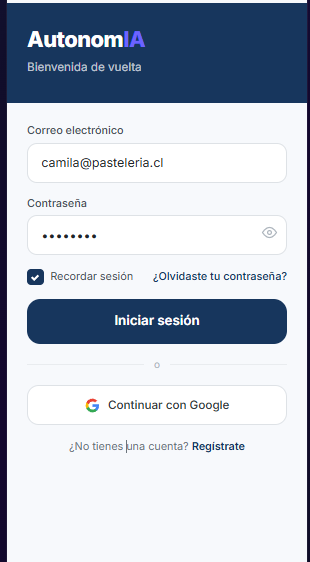 AutonomIA
Bienvenida de vuelta
Correo electrónico
camila@pasteleria.cl
Contraseña
••••••••
Recordar sesión ¿Olvidaste tu contraseña?
Iniciar sesión
o
Continuar con Google
¿No tienes una cuenta? Regístrate